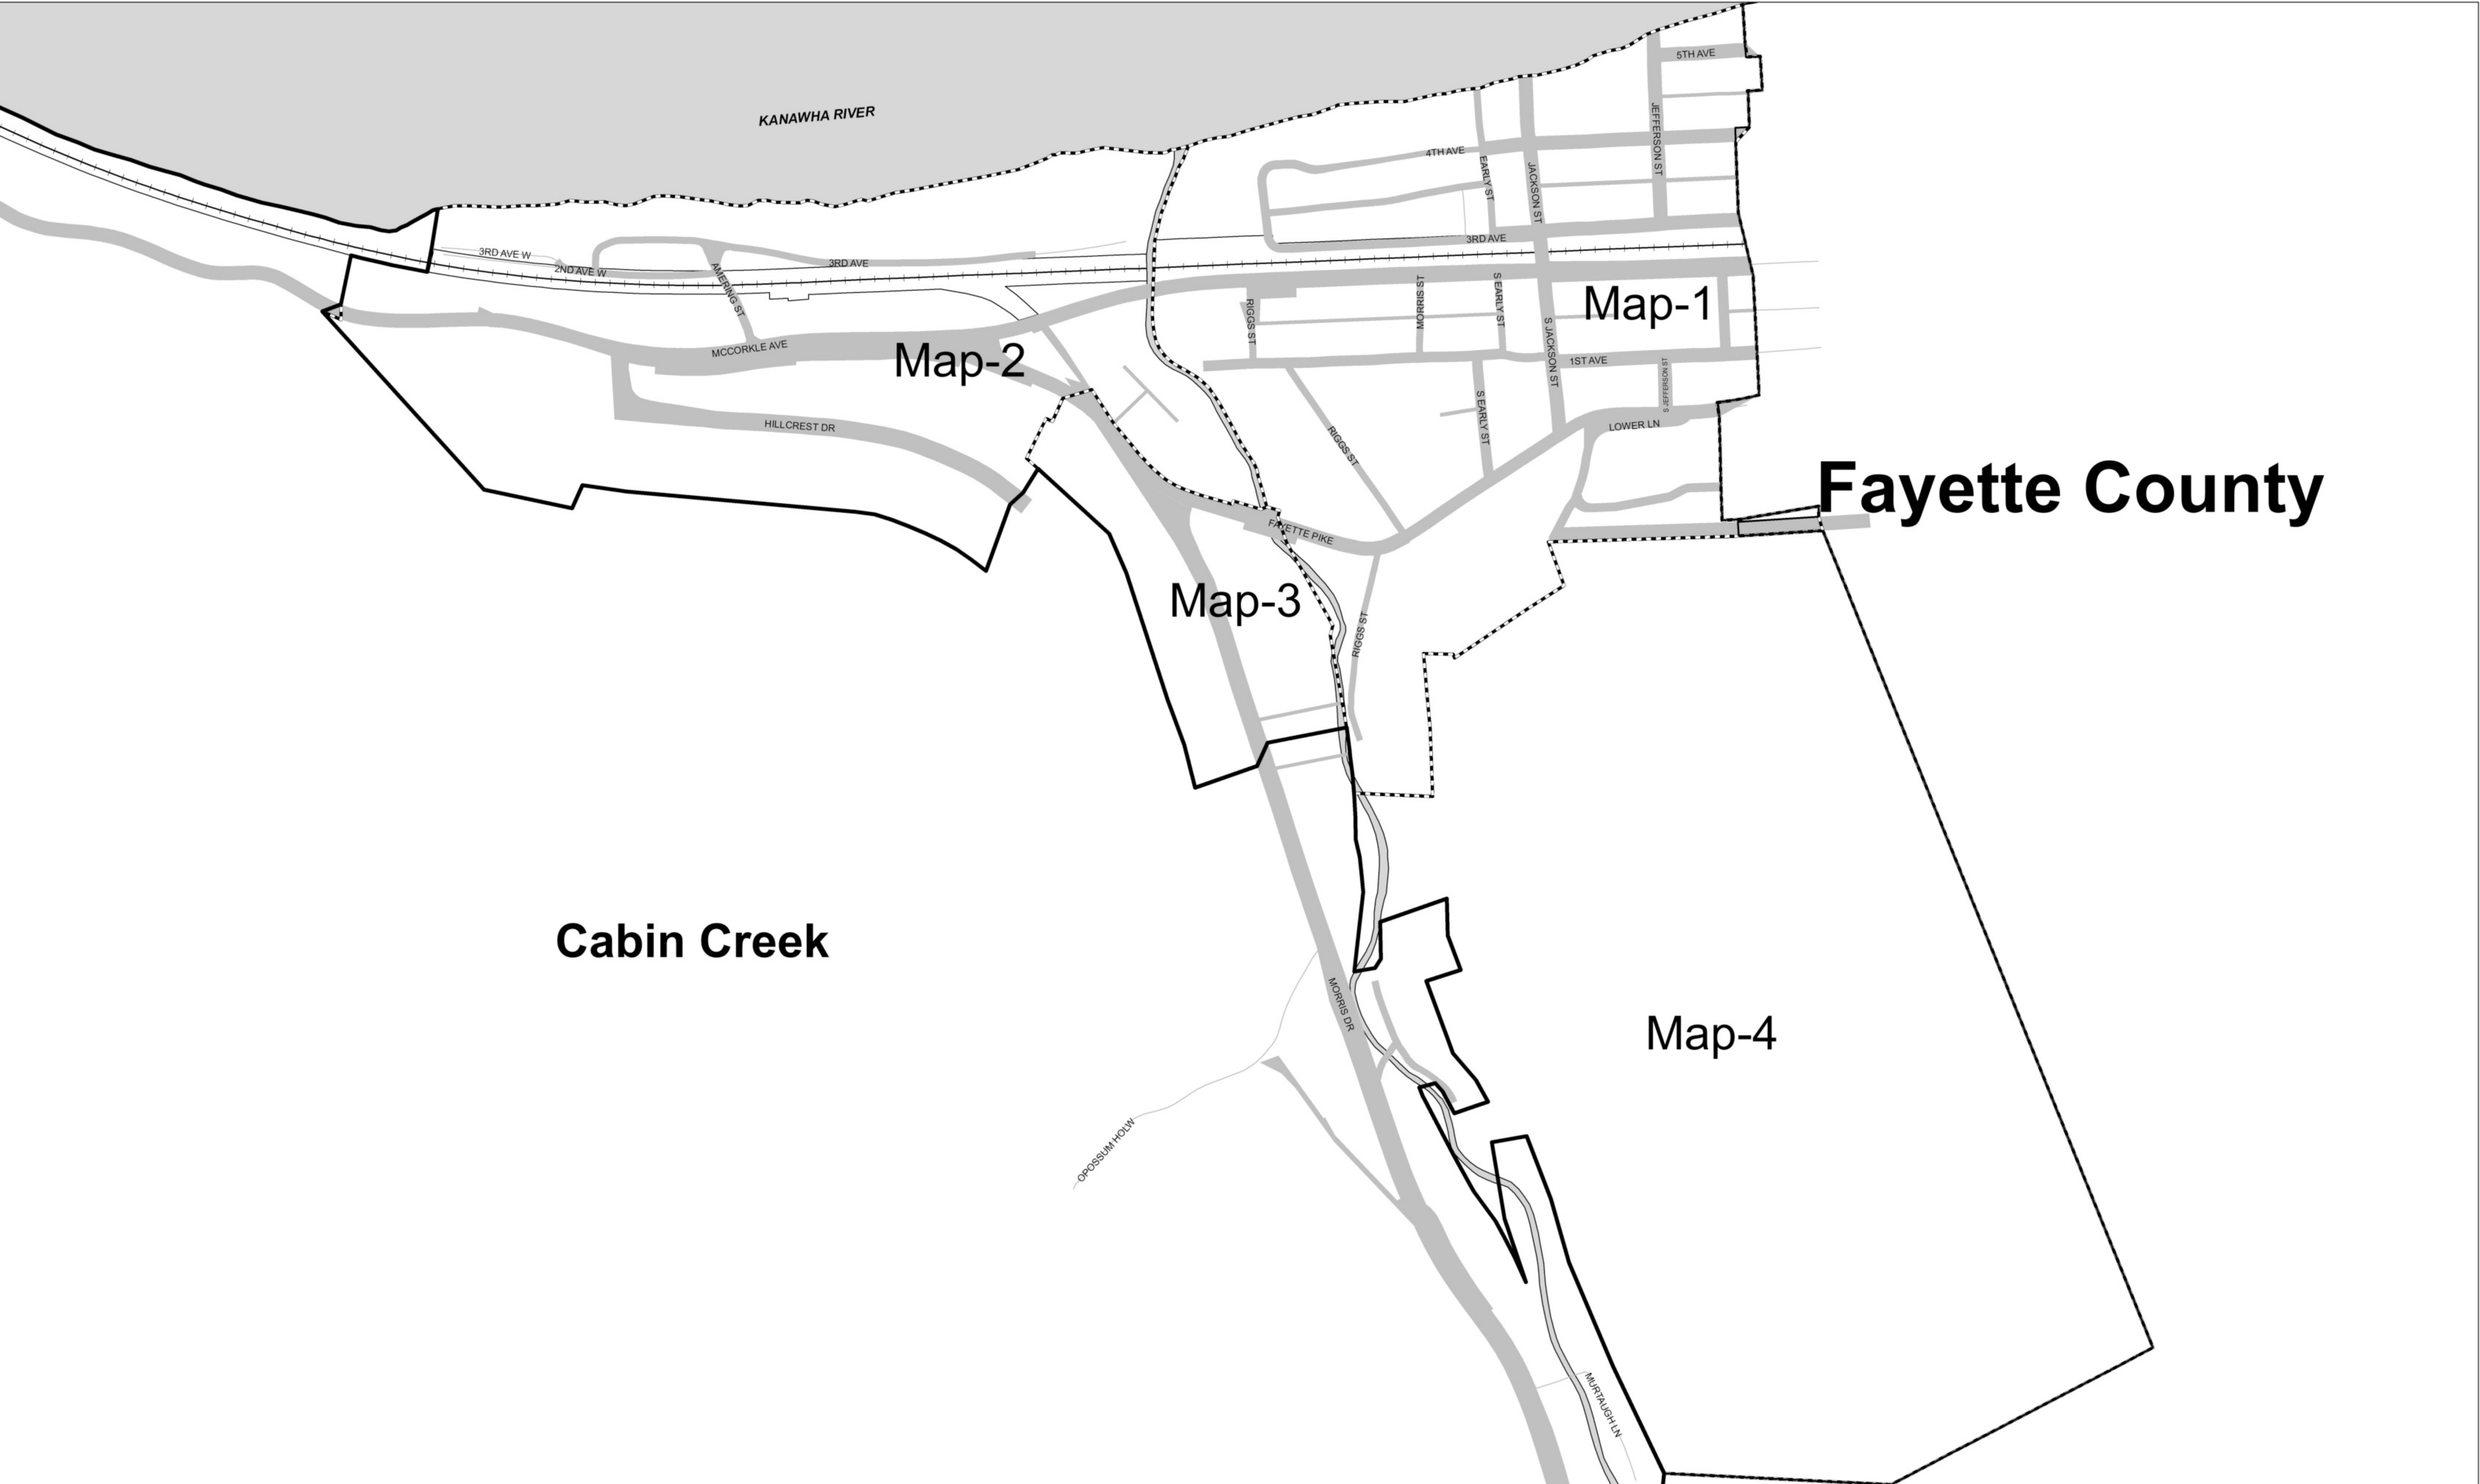 5TH AVE
KANAWHA RIVER
JEFFERSON ST
4TH AVE
EARLY ST
JACKSON ST
3RD AVE
3RD AVE W
2ND AVE W
3RD AVE
AMERING ST
RIGGS ST
MORRIS ST
S EARLY ST
Map-1
S JACKSON ST
MCCORKLE AVE
Map-2
1ST AVE
S JEFFERSON ST
HILLCREST DR
RIGGS ST
S EARLY ST
LOWER LN
Fayette County
FAYETTE PIKE
Map-3
RIGGS ST
Cabin Creek
MORRIS DR
Map-4
OPOSSUM HOLW
MURTAUGH LN